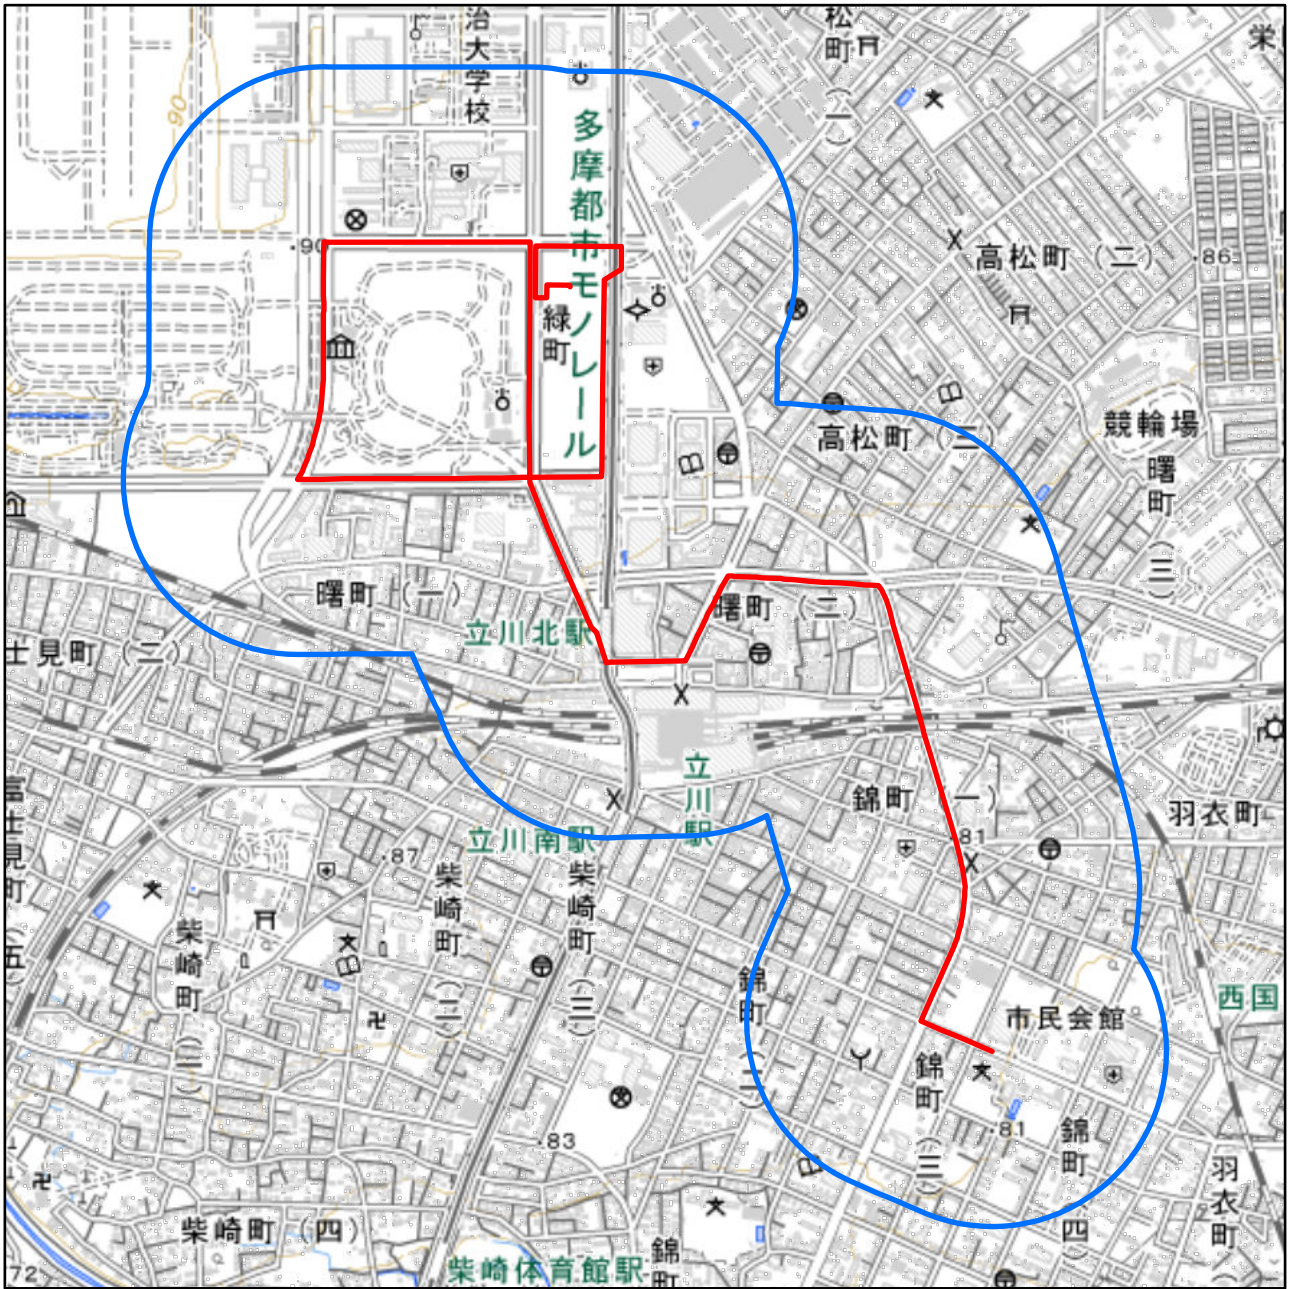 治大学校
松町(一)
栄
90
多摩都市モノレール
・90
高松町(二)
・86
緑町
高松町(三)
競輪場
曙町(三)
曙町(一)
曙町(二)
立川北駅
士見町(二)
立川駅
錦町(一)
羽衣町
富士見町
五
・81
立川南駅
・87
柴崎町(二)
柴崎町(三)
柴崎町
錦町(二)
市民会館
西国
錦町(三)
・81
錦町
四
・83
羽衣町
柴崎町(四)
柴崎体育館駅
錦町
72